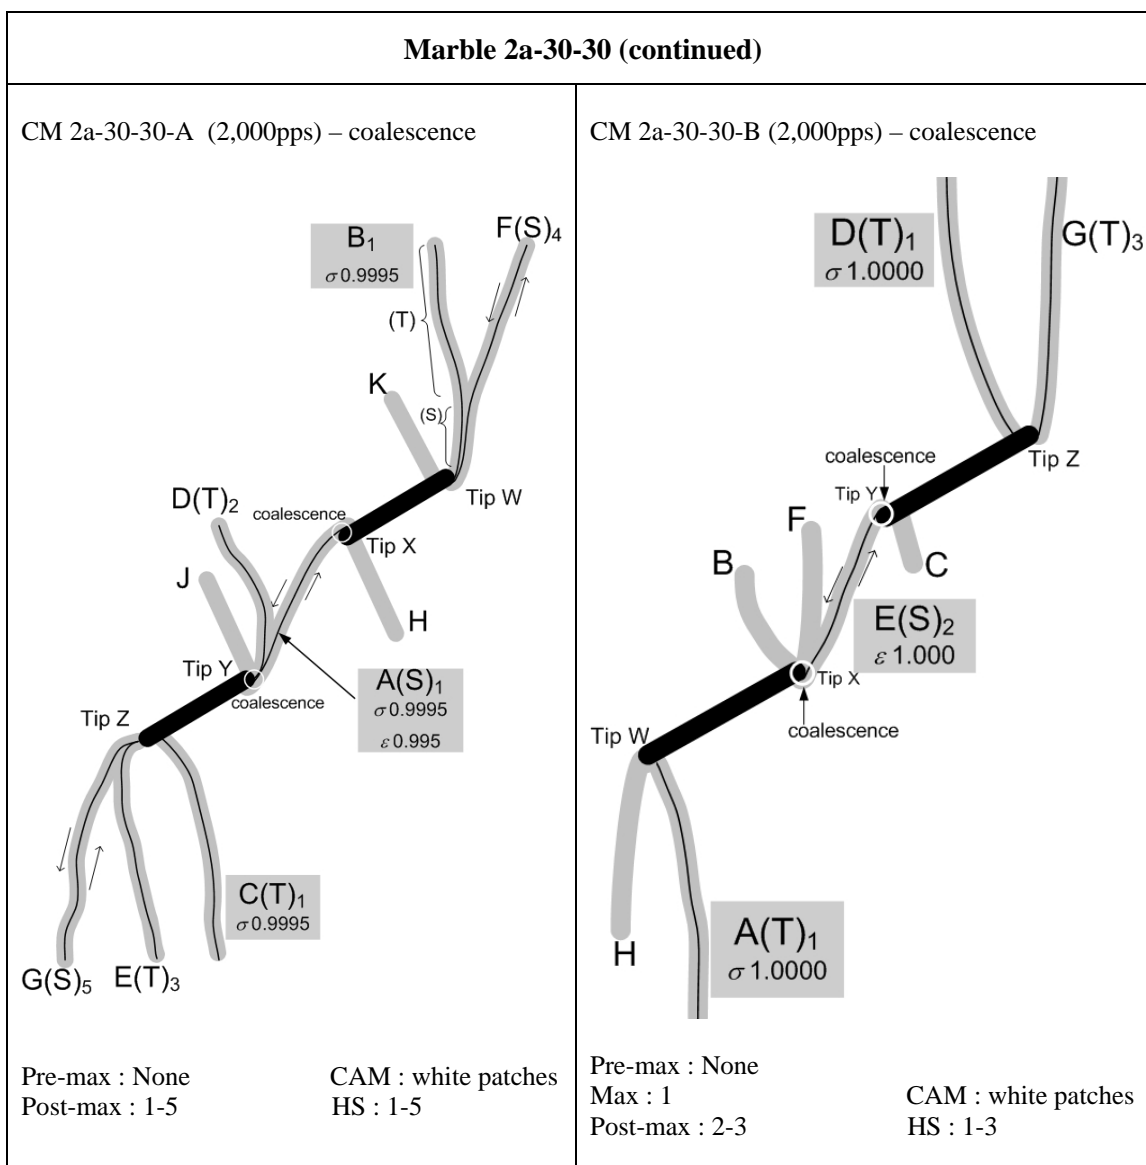 Marble 2a-30-30 (continued)
CM 2a-30-30-A (2,000pps) – coalescence
B1
σ 0.9995
F(S)4
(T)
K
(S)
Tip W
D(T)2
coalescence
Tip X
J
H
Tip Y
A(S)1
σ 0.9995
ε 0.995
coalescence
Tip Z
C(T)1
σ 0.9995
G(S)5
E(T)3
Pre-max : None
CAM : white patches
Post-max : 1-5
HS : 1-5
CM 2a-30-30-B (2,000pps) – coalescence
D(T)1
σ 1.0000
G(T)3
coalescence
Tip Z
Tip Y
F
B
C
E(S)2
ε 1.000
Tip X
coalescence
Tip W
A(T)1
σ 1.0000
H
Pre-max : None
Max : 1
CAM : white patches
Post-max : 2-3
HS : 1-3